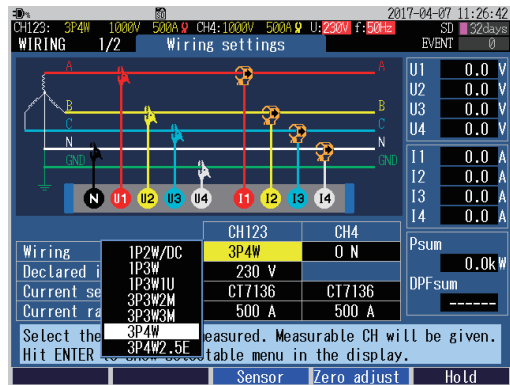 2017-04-07 11:26:42
CH123: 3P4W 1000V 500A CH4:1000V 500A U:230V f:50Hz SD 32days
WIRING 1/2 Wiring settings EVENT 0
A A
B B
C C
N N
GND GND
N U1 U2 U3 U4 I1 I2 I3 I4
U1 0.0 V
U2 0.0 V
U3 0.0 V
U4 0.0 V
I1 0.0 A
I2 0.0 A
I3 0.0 A
I4 0.0 A
Psum
0.0k W
DPFsum
------
CH123 CH4
Wiring 3P4W ON
Declared i 230 V
Current se CT7136 CT7136
Current ra 500 A 500 A
1P2W/DC
1P3W
1P3W1U
3P3W2M
3P3W3M
3P4W
3P4W2.5E
Select the easured. Measurable CH will be given.
Hit ENTER table menu in the display.
Sensor Zero adjust Hold